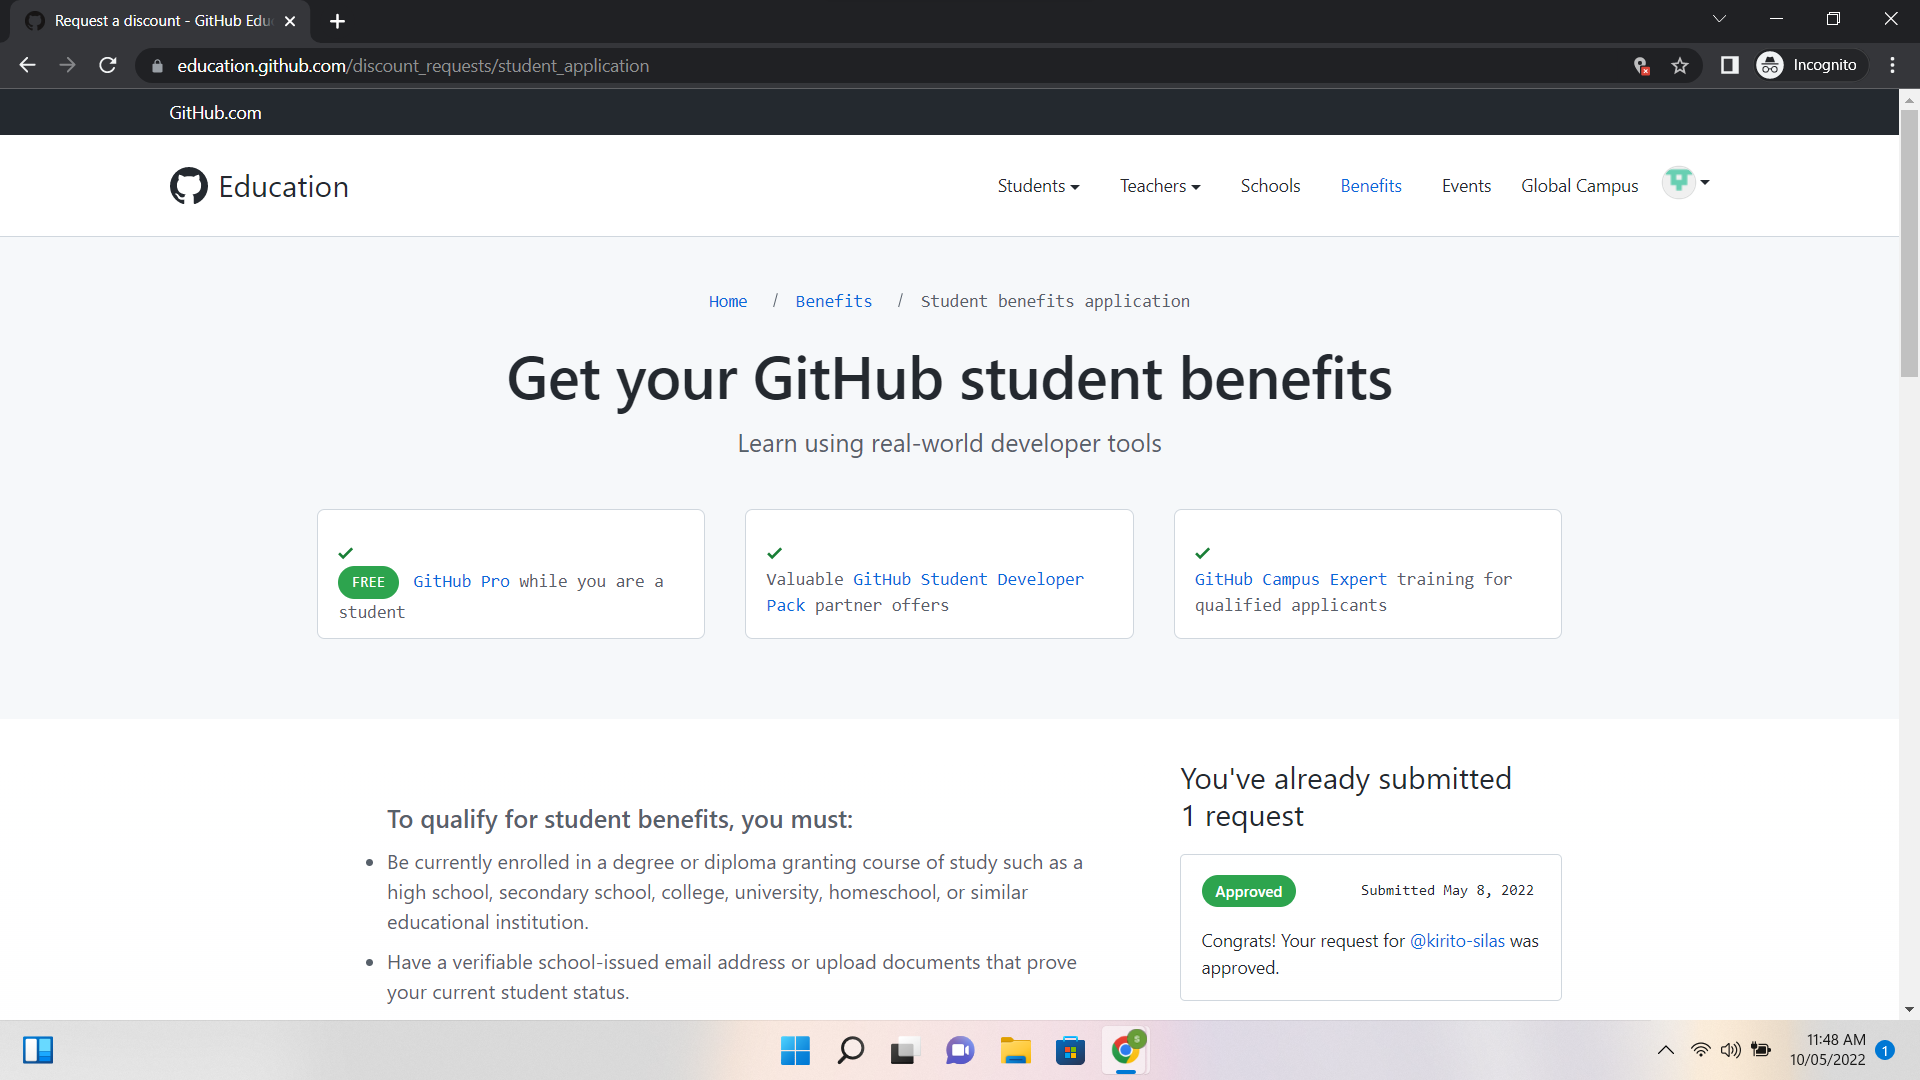 Request a discount - GitHub Edu
education.github.com/discount_requests/student_application
Incognito
GitHub.com
Education
Students
Teachers
Schools
Benefits
Events
Global Campus
Home / Benefits / Student benefits application
Get your GitHub student benefits
Learn using real-world developer tools
FREE GitHub Pro while you are a
student
Valuable GitHub Student Developer
Pack partner offers
GitHub Campus Expert training for
qualified applicants
To qualify for student benefits, you must:
Be currently enrolled in a degree or diploma granting course of study such as a
high school, secondary school, college, university, homeschool, or similar
educational institution.
Have a verifiable school-issued email address or upload documents that prove
your current student status.
You've already submitted
1 request
Approved
Submitted May 8, 2022
Congrats! Your request for @kirito-silas was
approved.
11:48 AM
10/05/2022
1